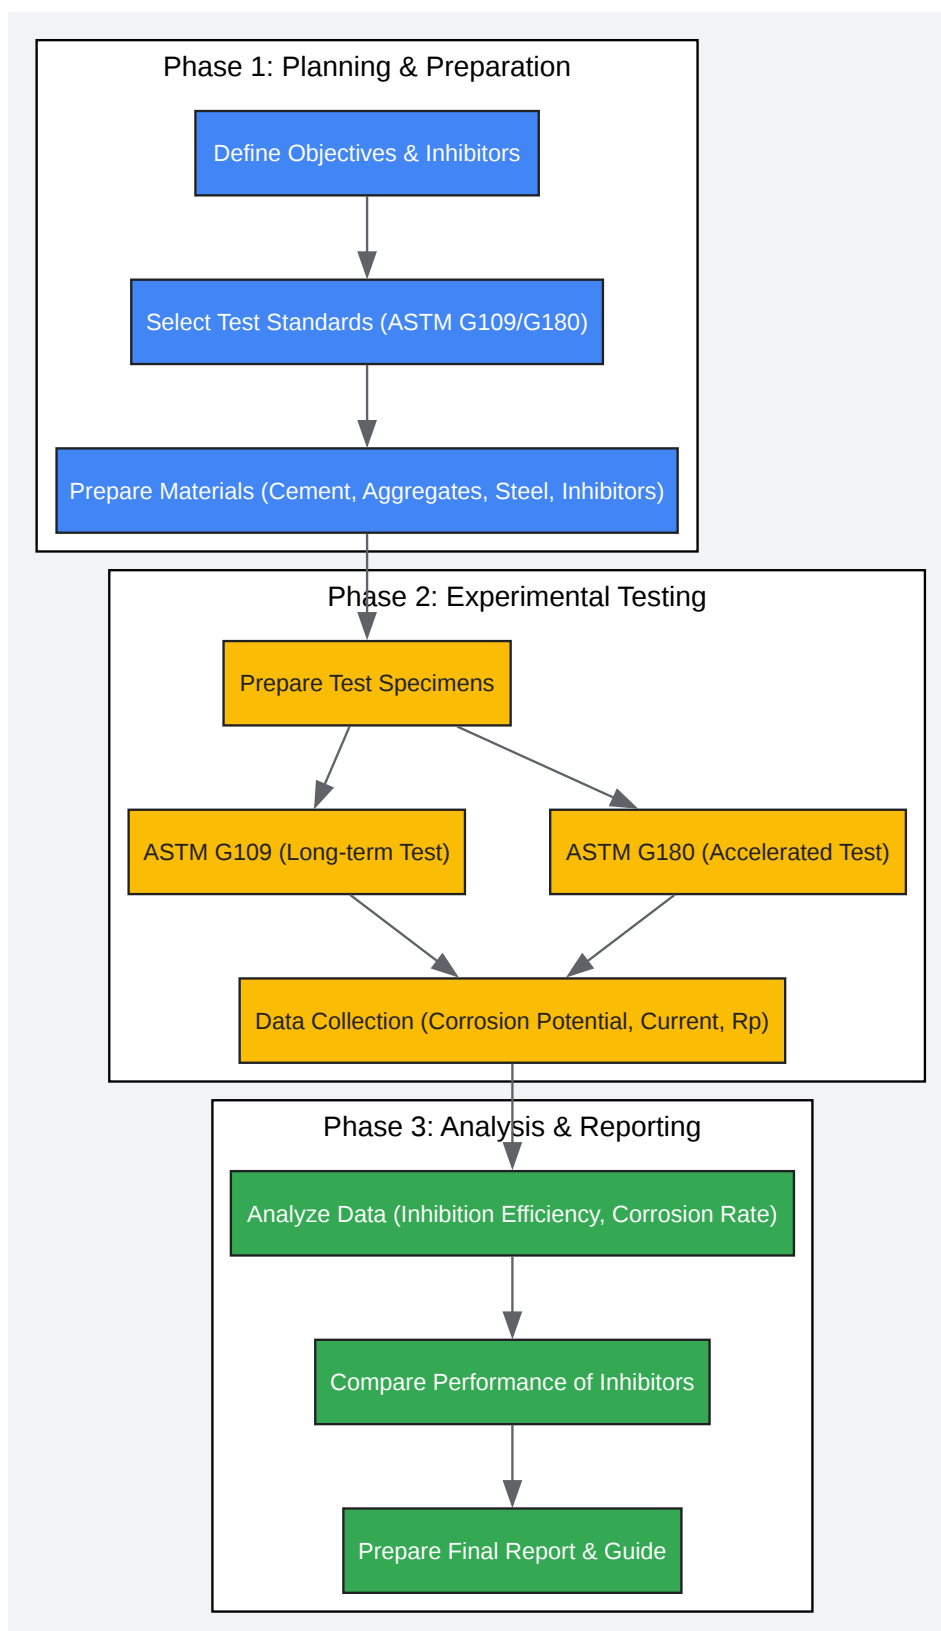 Phase 1: Planning & Preparation
Define Objectives & Inhibitors
Select Test Standards (ASTM G109/G180)
Prepare Materials (Cement, Aggregates, Steel, Inhibitors)
Phase 2: Experimental Testing
Prepare Test Specimens
ASTM G109 (Long-term Test)
ASTM G180 (Accelerated Test)
Data Collection (Corrosion Potential, Current, Rp)
Phase 3: Analysis & Reporting
Analyze Data (Inhibition Efficiency, Corrosion Rate)
Compare Performance of Inhibitors
Prepare Final Report & Guide